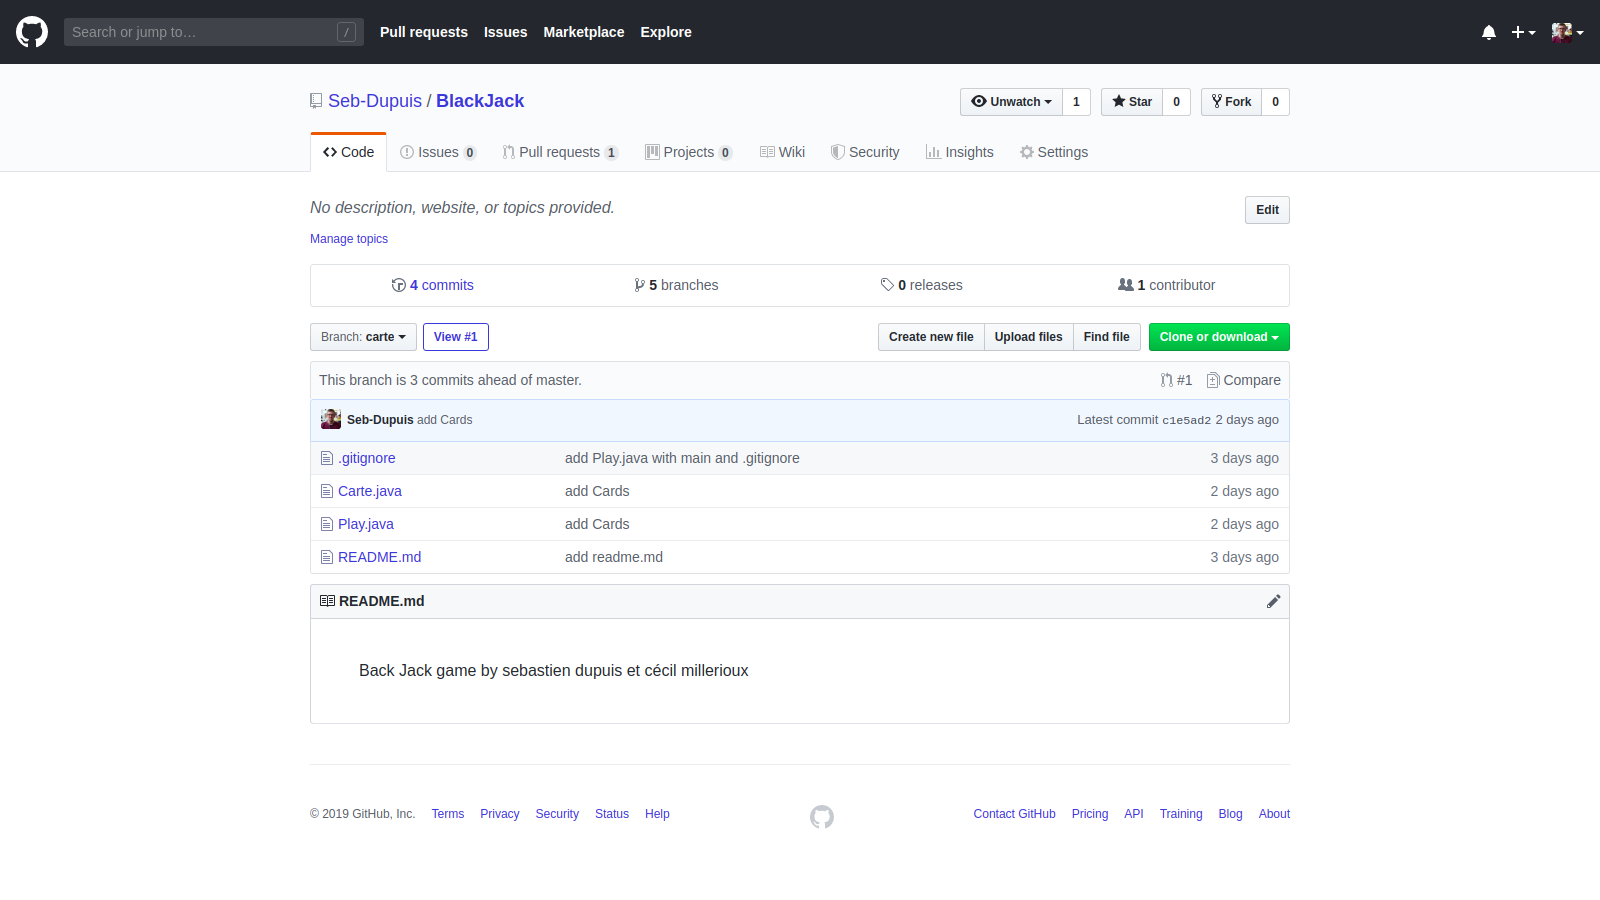 Search or jump to… / Pull requests Issues Marketplace Explore
Seb-Dupuis / BlackJack Unwatch 1 Star 0 Fork 0
Code Issues 0 Pull requests 1 Projects 0 Wiki Security Insights Settings
No description, website, or topics provided. Edit
Manage topics
4 commits 5 branches 0 releases 1 contributor
Branch: carte View #1 Create new file Upload files Find file Clone or download
This branch is 3 commits ahead of master. #1 Compare
Seb-Dupuis add Cards Latest commit c1e5ad2 2 days ago
.gitignore add Play.java with main and .gitignore 3 days ago
Carte.java add Cards 2 days ago
Play.java add Cards 2 days ago
README.md add readme.md 3 days ago
README.md
Back Jack game by sebastien dupuis et cécil millerioux
© 2019 GitHub, Inc. Terms Privacy Security Status Help Contact GitHub Pricing API Training Blog About